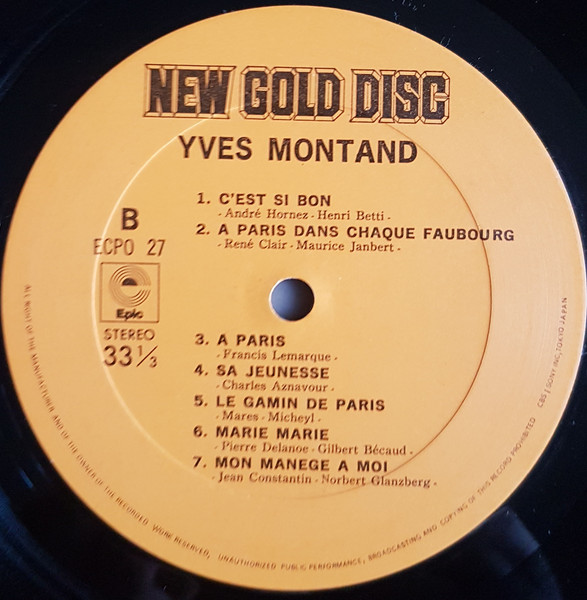 NEW GOLD DISC
YVES MONTAND
B
ECPO 27
Epic
STEREO
33 1/3
1. C'EST SI BON
- André Hornez - Henri Betti -
2. A PARIS DANS CHAQUE FAUBOURG
- René Clair - Maurice Janbert -
3. A PARIS
- Francis Lemarque -
4. SA JEUNESSE
- Charles Aznavour -
5. LE GAMIN DE PARIS
- Mares - Micheyl -
6. MARIE MARIE
- Pierre Delanoe - Gilbert Bécaud -
7. MON MANEGE A MOI
- Jean Constantin - Norbert Glanzberg -
ALL RIGHT OF THE MANUFACTURER AND OF THE OWNER OF THE RECORDED WORK RESERVED, UNAUTHORIZED PUBLIC PERFORMANCE, BROADCASTING AND COPYING OF THIS RECORD PROHIBITED
CBS / SONY INC, TOKYO JAPAN